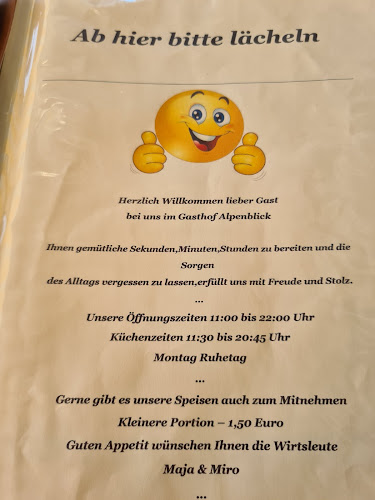 Ab hier bitte lächeln
Herzlich Willkommen lieber Gast
bei uns im Gasthof Alpenblick
Ihnen gemütliche Sekunden,Minuten,Stunden zu bereiten und die
Sorgen
des Alltags vergessen zu lassen,erfüllt uns mit Freude und Stolz.
...
Unsere Öffnungszeiten 11:00 bis 22:00 Uhr
Küchenzeiten 11:30 bis 20:45 Uhr
Montag Ruhetag
...
Gerne gibt es unsere Speisen auch zum Mitnehmen
Kleinere Portion – 1,50 Euro
Guten Appetit wünschen Ihnen die Wirtsleute
Maja & Miro
...